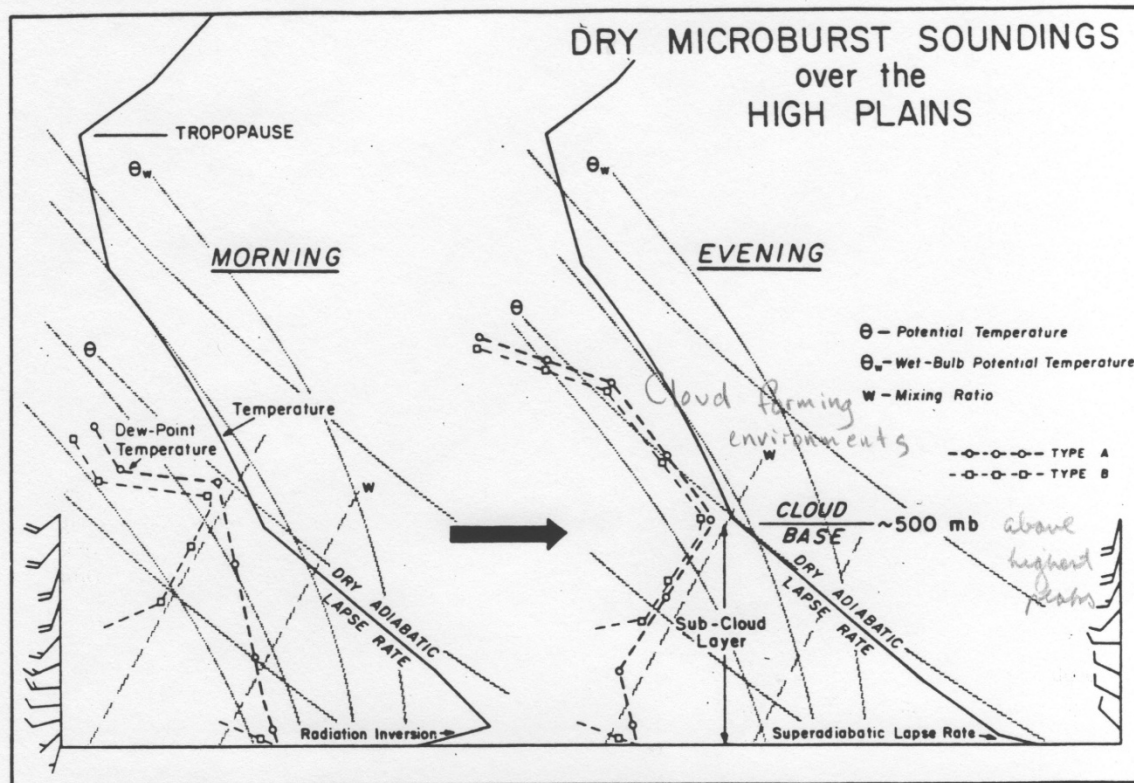 DRY MICROBURST SOUNDINGS
over the
HIGH PLAINS
TROPOPAUSE
θw
θw
MORNING
EVENING
θ
θ
θ – Potential Temperature
θw – Wet-Bulb Potential Temperature
w – Mixing Ratio
Temperature
Dew-Point
Temperature
Cloud forming
environments
w
w
TYPE A
TYPE B
CLOUD
BASE
~500 mb
above
highest
peaks
DRY ADIABATIC
LAPSE RATE
DRY ADIABATIC
LAPSE RATE
Sub-Cloud
Layer
Radiation Inversion
Superadiabatic Lapse Rate